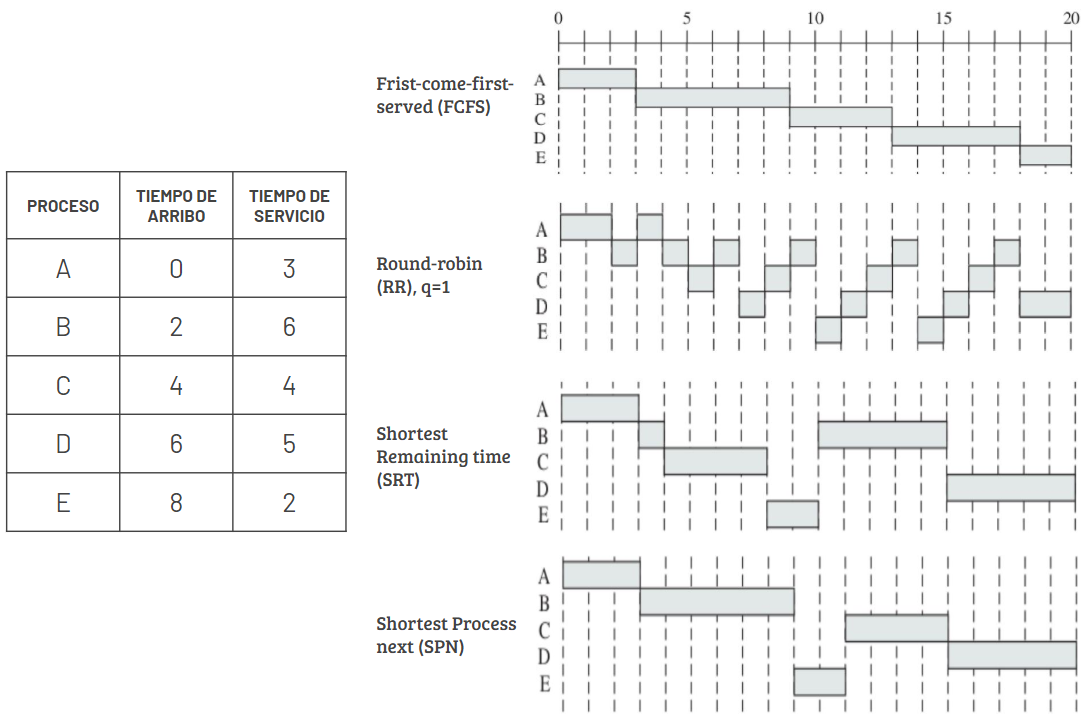 PROCESO TIEMPO DE ARRIBO TIEMPO DE SERVICIO
A 0 3
B 2 6
C 4 4
D 6 5
E 8 2
0 5 10 15 20
Frist-come-first-
served (FCFS)
A
B
C
D
E
Round-robin
(RR), q=1
A
B
C
D
E
Shortest
Remaining time
(SRT)
A
B
C
D
E
Shortest Process
next (SPN)
A
B
C
D
E